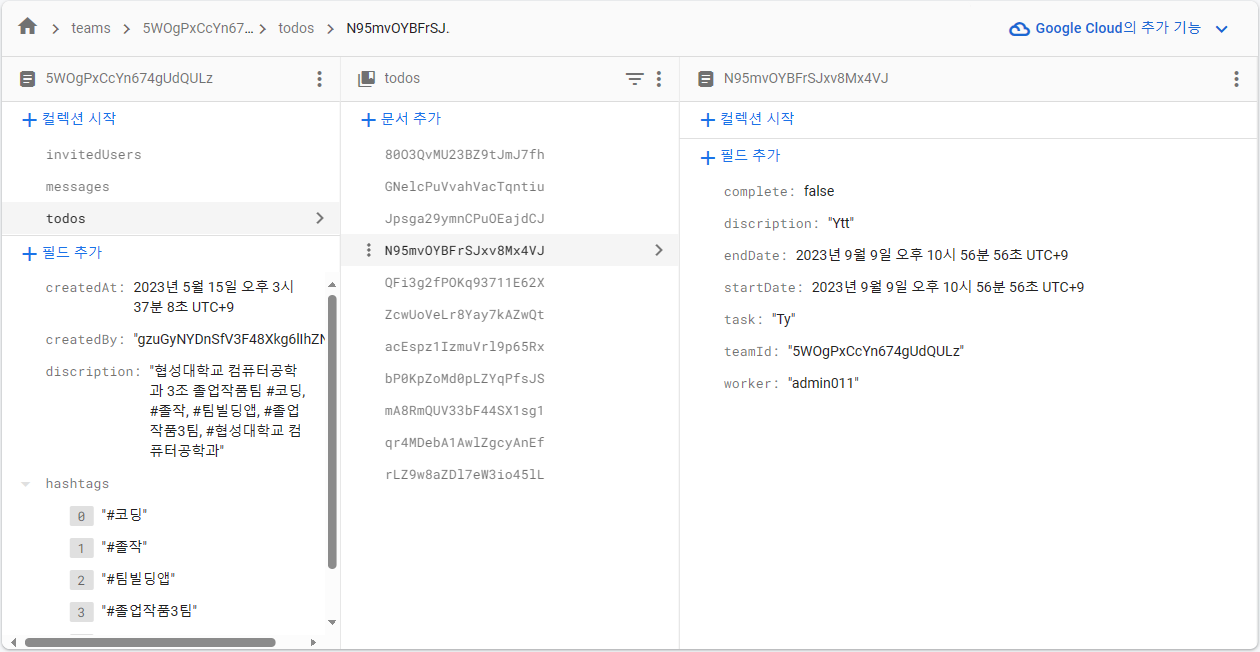 teams
5WOgPxCcYn67...
todos
N95mvOYBFrSJ.
Google Cloud의 추가 기능
5WOgPxCcYn674gUdQULz
컬렉션 시작
invitedUsers
messages
todos
필드 추가
createdAt: 2023년 5월 15일 오후 3시
37분 8초 UTC+9
createdBy: "gzuGyNYDnSfV3F48Xkg6lIhZN
discription: "협성대학교 컴퓨터공학
과 3조 졸업작품팀 #코딩,
#졸작, #팀빌딩앱, #졸업
작품3팀, #협성대학교 컴
퓨터공학과"
hashtags
0 "#코딩"
1 "#졸작"
2 "#팀빌딩앱"
3 "#졸업작품3팀"
todos
문서 추가
80O3QvMU23BZ9tJmJ7fh
GNelcPuVvahVacTqntiu
Jpsga29ymnCPuOEajdCJ
N95mvOYBFrSJxv8Mx4VJ
QFi3g2fPOKq93711E62X
ZcwUoVeLr8Yay7kAZwQt
acEspz1IzmuVrl9p65Rx
bP0KpZoMd0pLZYqPfsJS
mA8RmQUV33bF44SX1sg1
qr4MDebA1AwlZgcyAnEf
rLZ9w8aZDl7eW3io45lL
N95mvOYBFrSJxv8Mx4VJ
컬렉션 시작
필드 추가
complete: false
discription: "Ytt"
endDate: 2023년 9월 9일 오후 10시 56분 56초 UTC+9
startDate: 2023년 9월 9일 오후 10시 56분 56초 UTC+9
task: "Ty"
teamId: "5WOgPxCcYn674gUdQULz"
worker: "admin011"